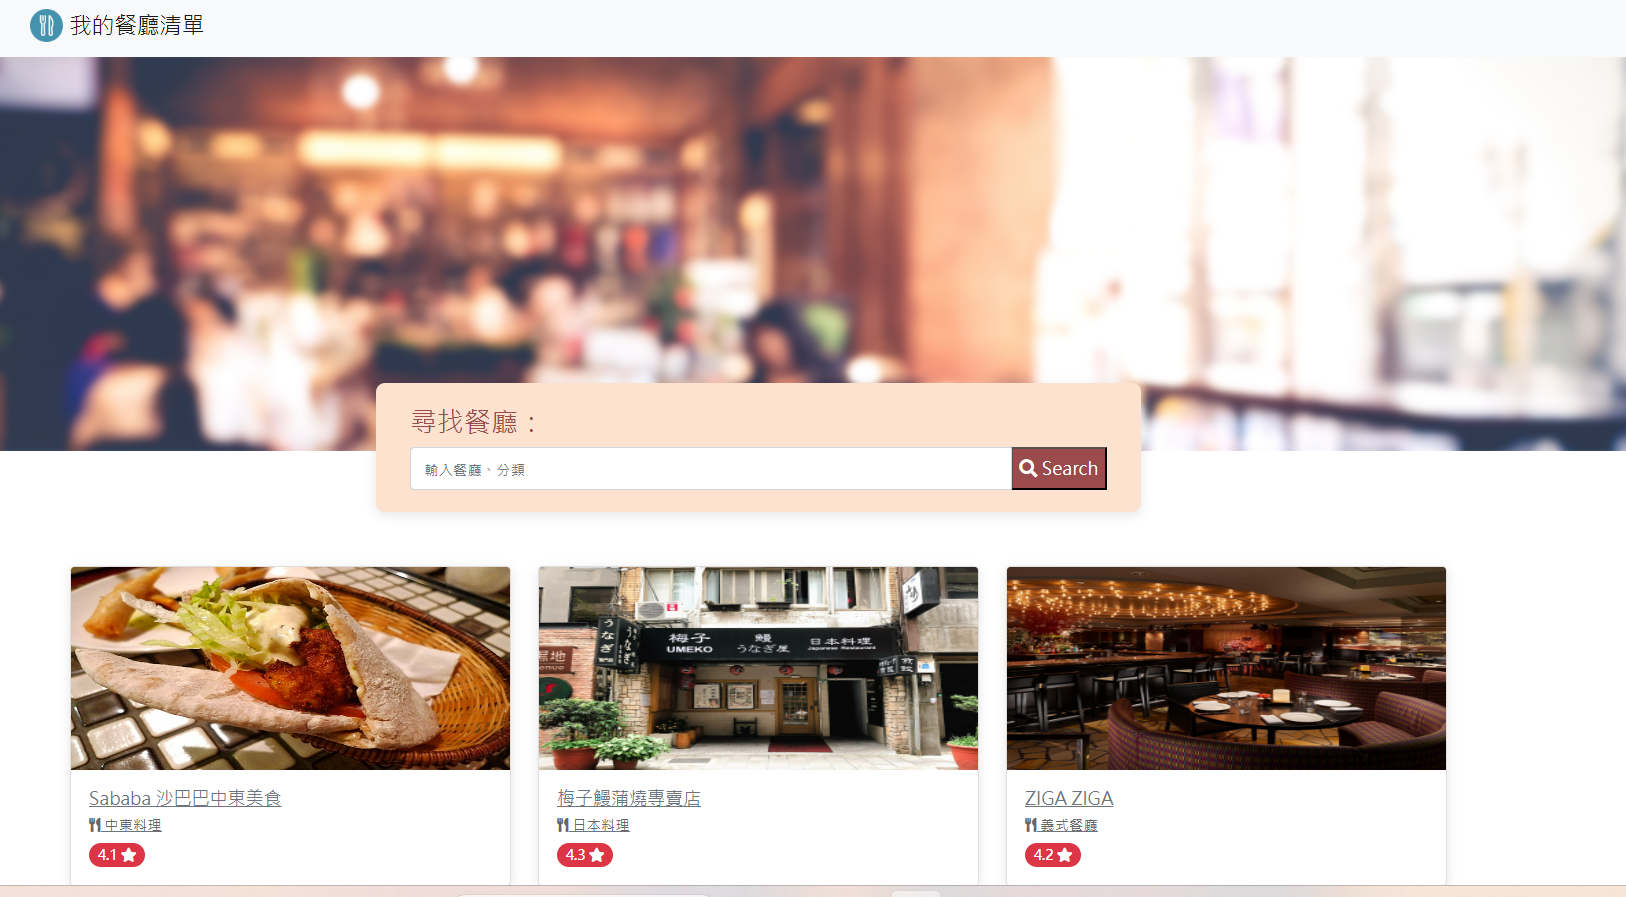 我的餐廳清單
尋找餐廳：
輸入餐廳、分類
Search
梅子
UMEKO
鰻
うなぎ屋
日本料理
Japanese Restaurant
うなぎ
Sababa 沙巴巴中東美食
中東料理
4.1
梅子鰻蒲燒專賣店
日本料理
4.3
ZIGA ZIGA
義式餐廳
4.2